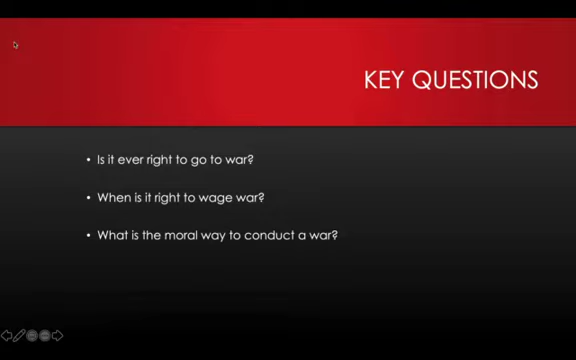 KEY QUESTIONS
• Is it ever right to go to war?
• When is it right to wage war?
• What is the moral way to conduct a war?